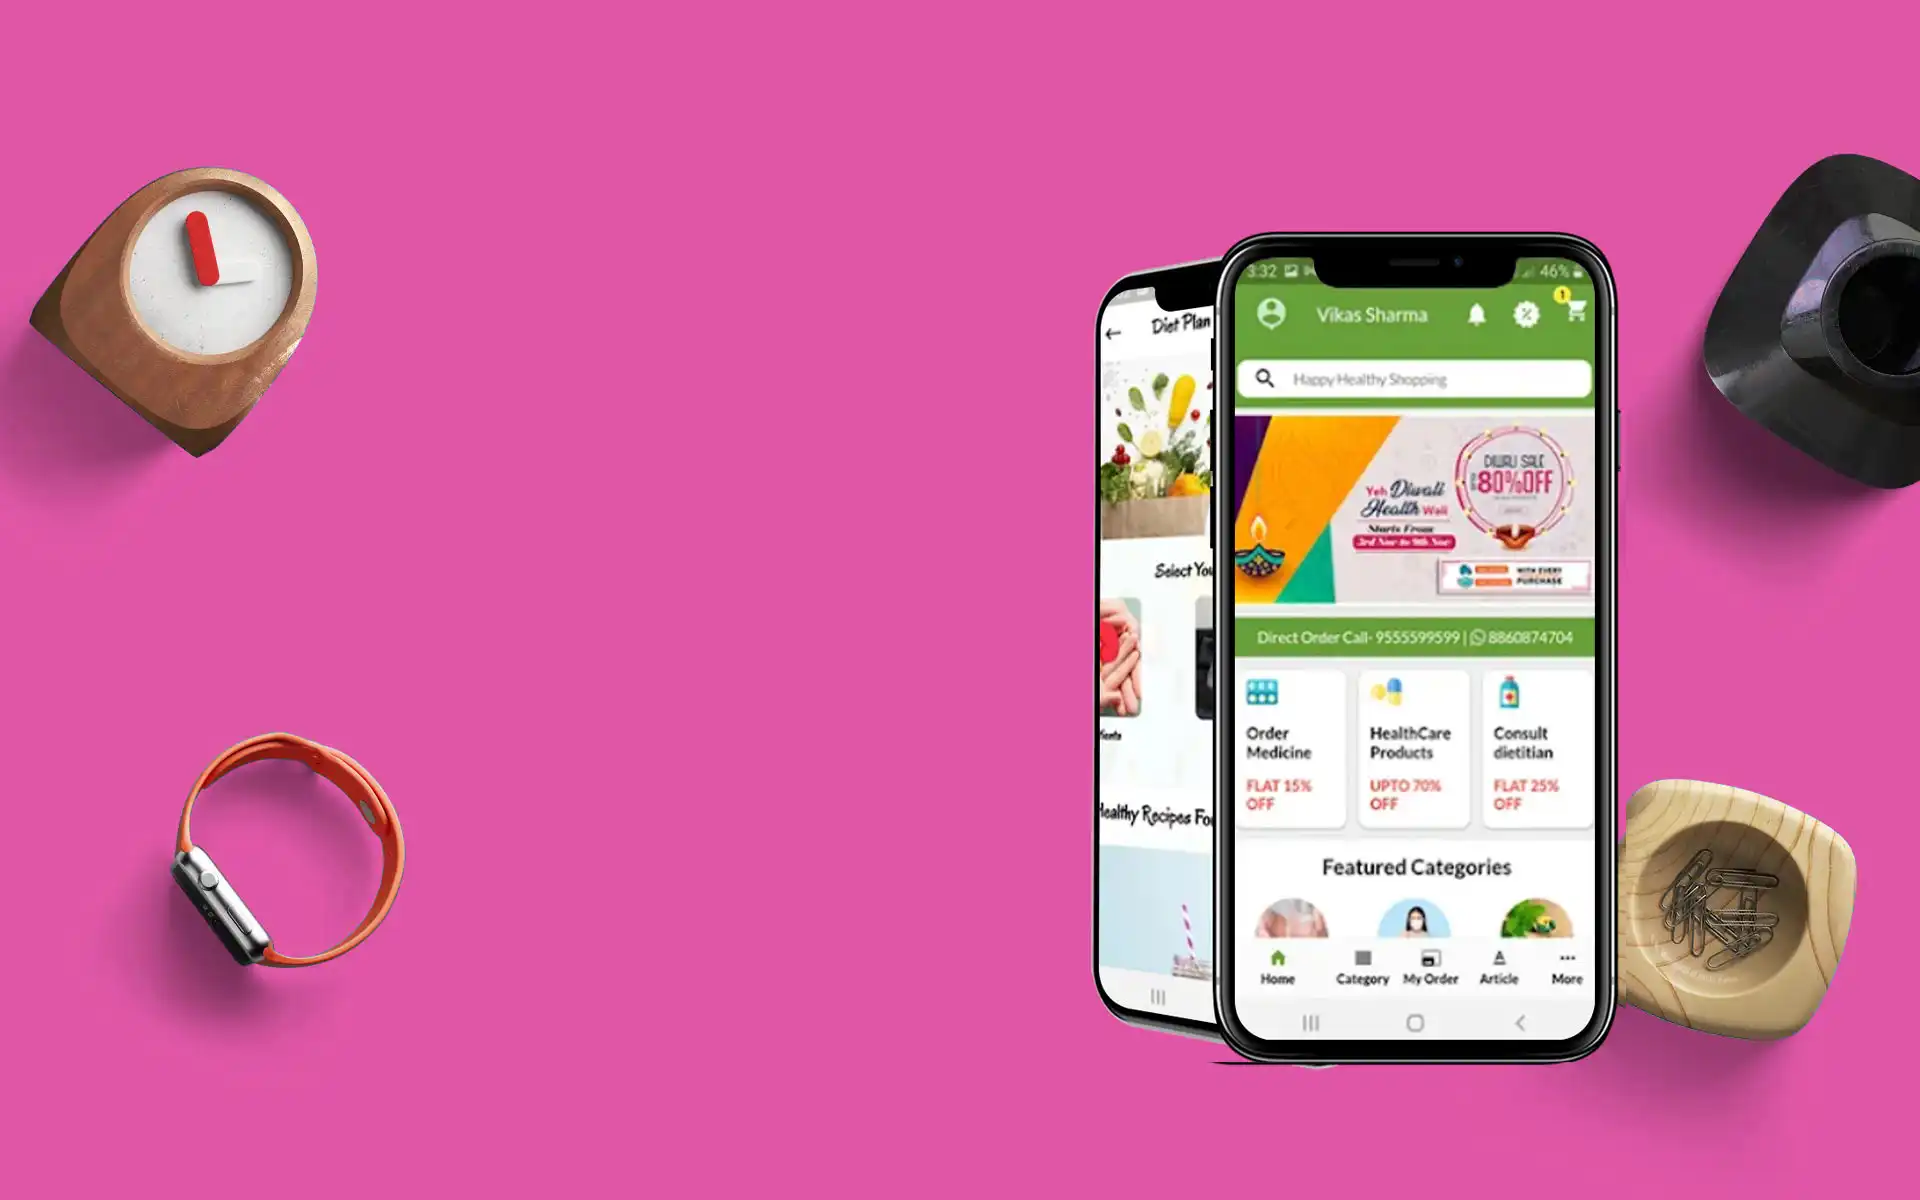 Diet Plan
Select You
ients
Healthy Recipes For
3:32
46%
Vikas Sharma
1
Happy Healthy Shopping
DIWALI SALE
80%OFF
Yeh Diwali
Health Wali
Starts From
3rd Nov to 9th Nov
WITH EVERY
PURCHASE
Direct Order Call- 9555599599 | 8860874704
Order
Medicine
FLAT 15%
OFF
HealthCare
Products
UPTO 70%
OFF
Consult
dietitian
FLAT 25%
OFF
Featured Categories
Home
Category
My Order
Article
More